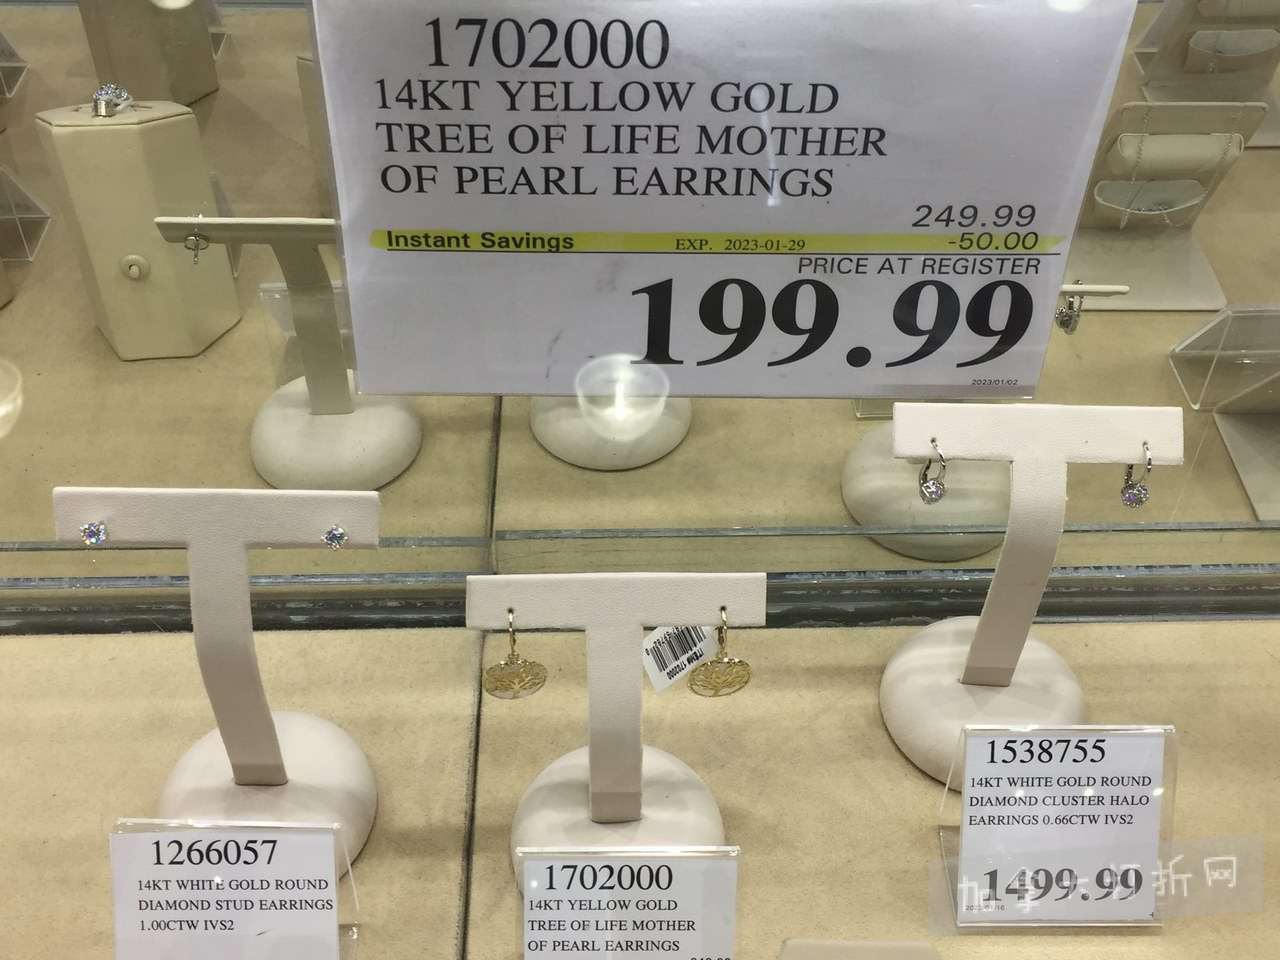 1702000
14KT YELLOW GOLD
TREE OF LIFE MOTHER
OF PEARL EARRINGS
249.99
Instant Savings EXP. 2023-01-29 -50.00
PRICE AT REGISTER
199.99
2023/01/02
ITEM# 1702000
1538755
14KT WHITE GOLD ROUND
DIAMOND CLUSTER HALO
EARRINGS 0.66CTW IVS2
1499.99
1266057
14KT WHITE GOLD ROUND
DIAMOND STUD EARRINGS
1.00CTW IVS2
1702000
14KT YELLOW GOLD
TREE OF LIFE MOTHER
OF PEARL EARRINGS